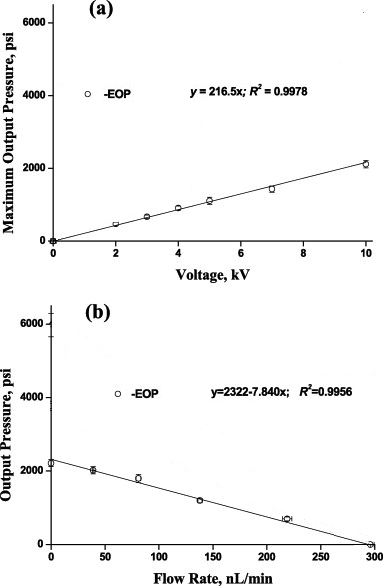 (a)
6000
4000
2000
0
Maximum Output Pressure, psi
-EOP
y = 216.5x; R² = 0.9978
0 2 4 6 8 10
Voltage, kV
(b)
6000
4000
2000
0
Output Pressure, psi
-EOP
y=2322-7.840x; R²=0.9956
0 50 100 150 200 250 300
Flow Rate, nL/min